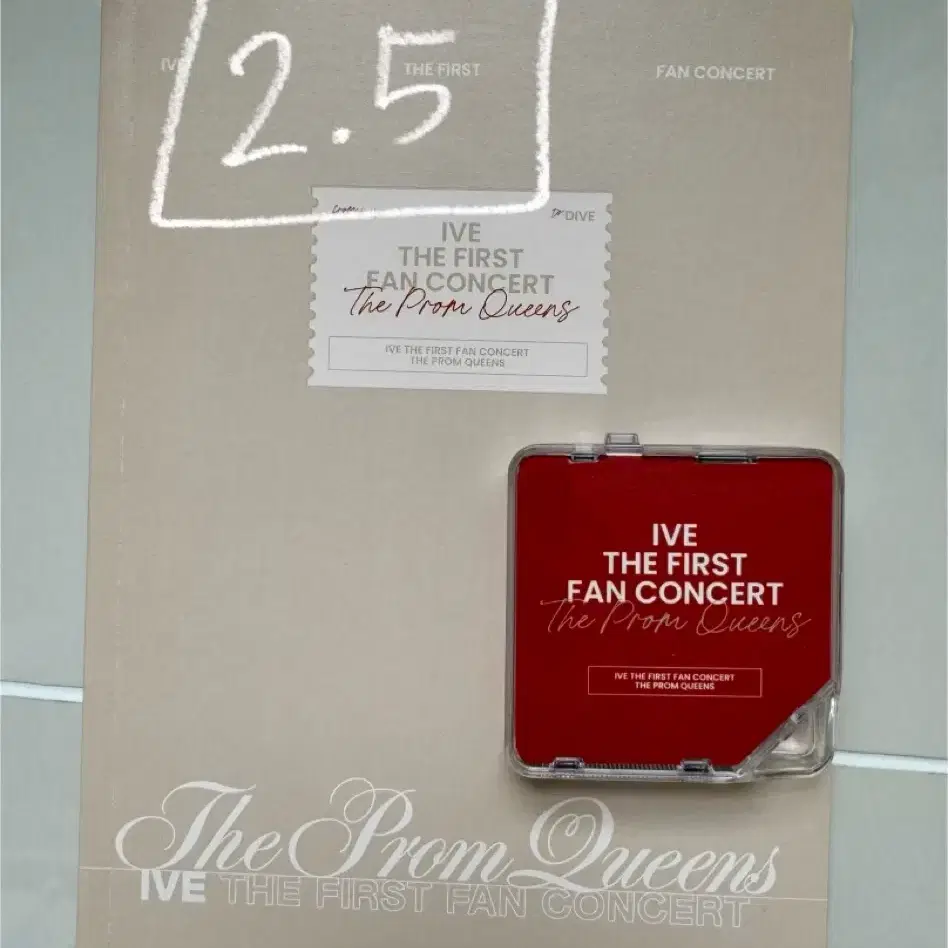 2.5
IVE THE FIRST FAN CONCERT
to DIVE
IVE
THE FIRST
FAN CONCERT
The Prom Queens
IVE THE FIRST FAN CONCERT
THE PROM QUEENS
IVE
THE FIRST
FAN CONCERT
The Prom Queens
IVE THE FIRST FAN CONCERT
THE PROM QUEENS
The Prom Queens
IVE THE FIRST FAN CONCERT